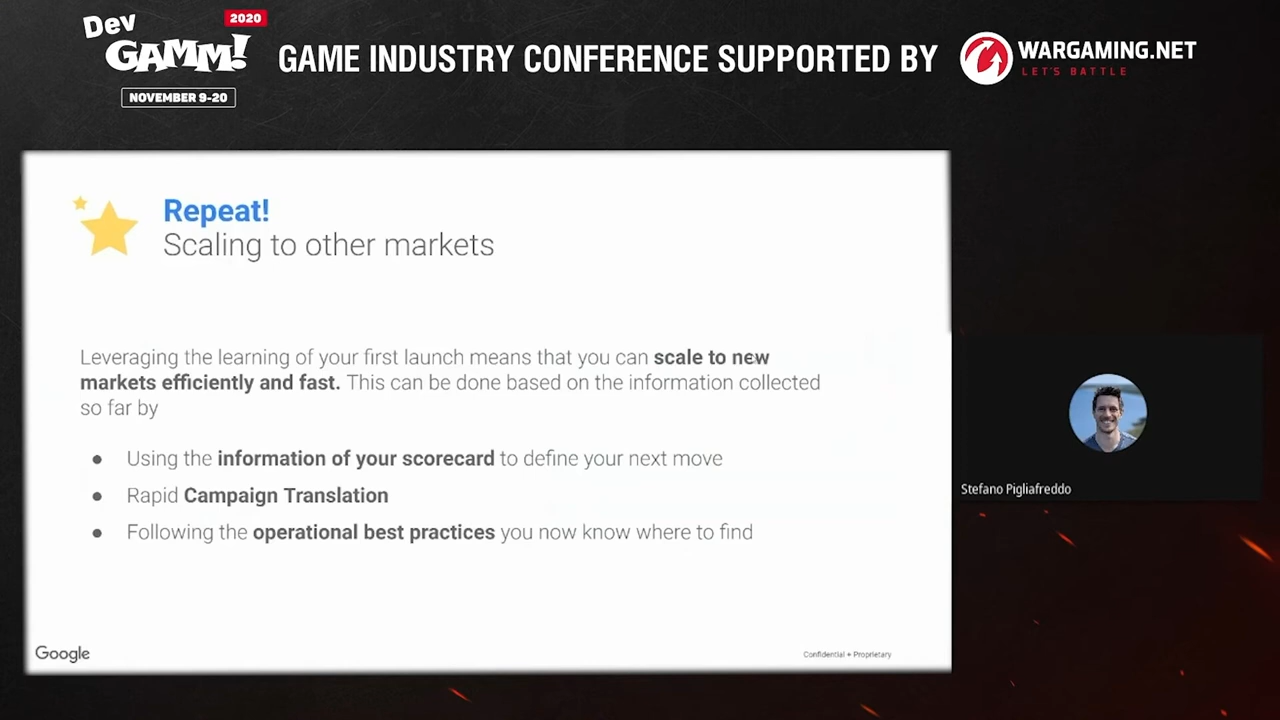 Dev
GAMM!
2020
NOVEMBER 9-20
GAME INDUSTRY CONFERENCE SUPPORTED BY
WARGAMING.NET
LET'S BATTLE
Repeat!
Scaling to other markets
Leveraging the learning of your first launch means that you can scale to new
markets efficiently and fast. This can be done based on the information collected
so far by
● Using the information of your scorecard to define your next move
● Rapid Campaign Translation
● Following the operational best practices you now know where to find
Google
Confidential + Proprietary
Stefano Pigliafreddo